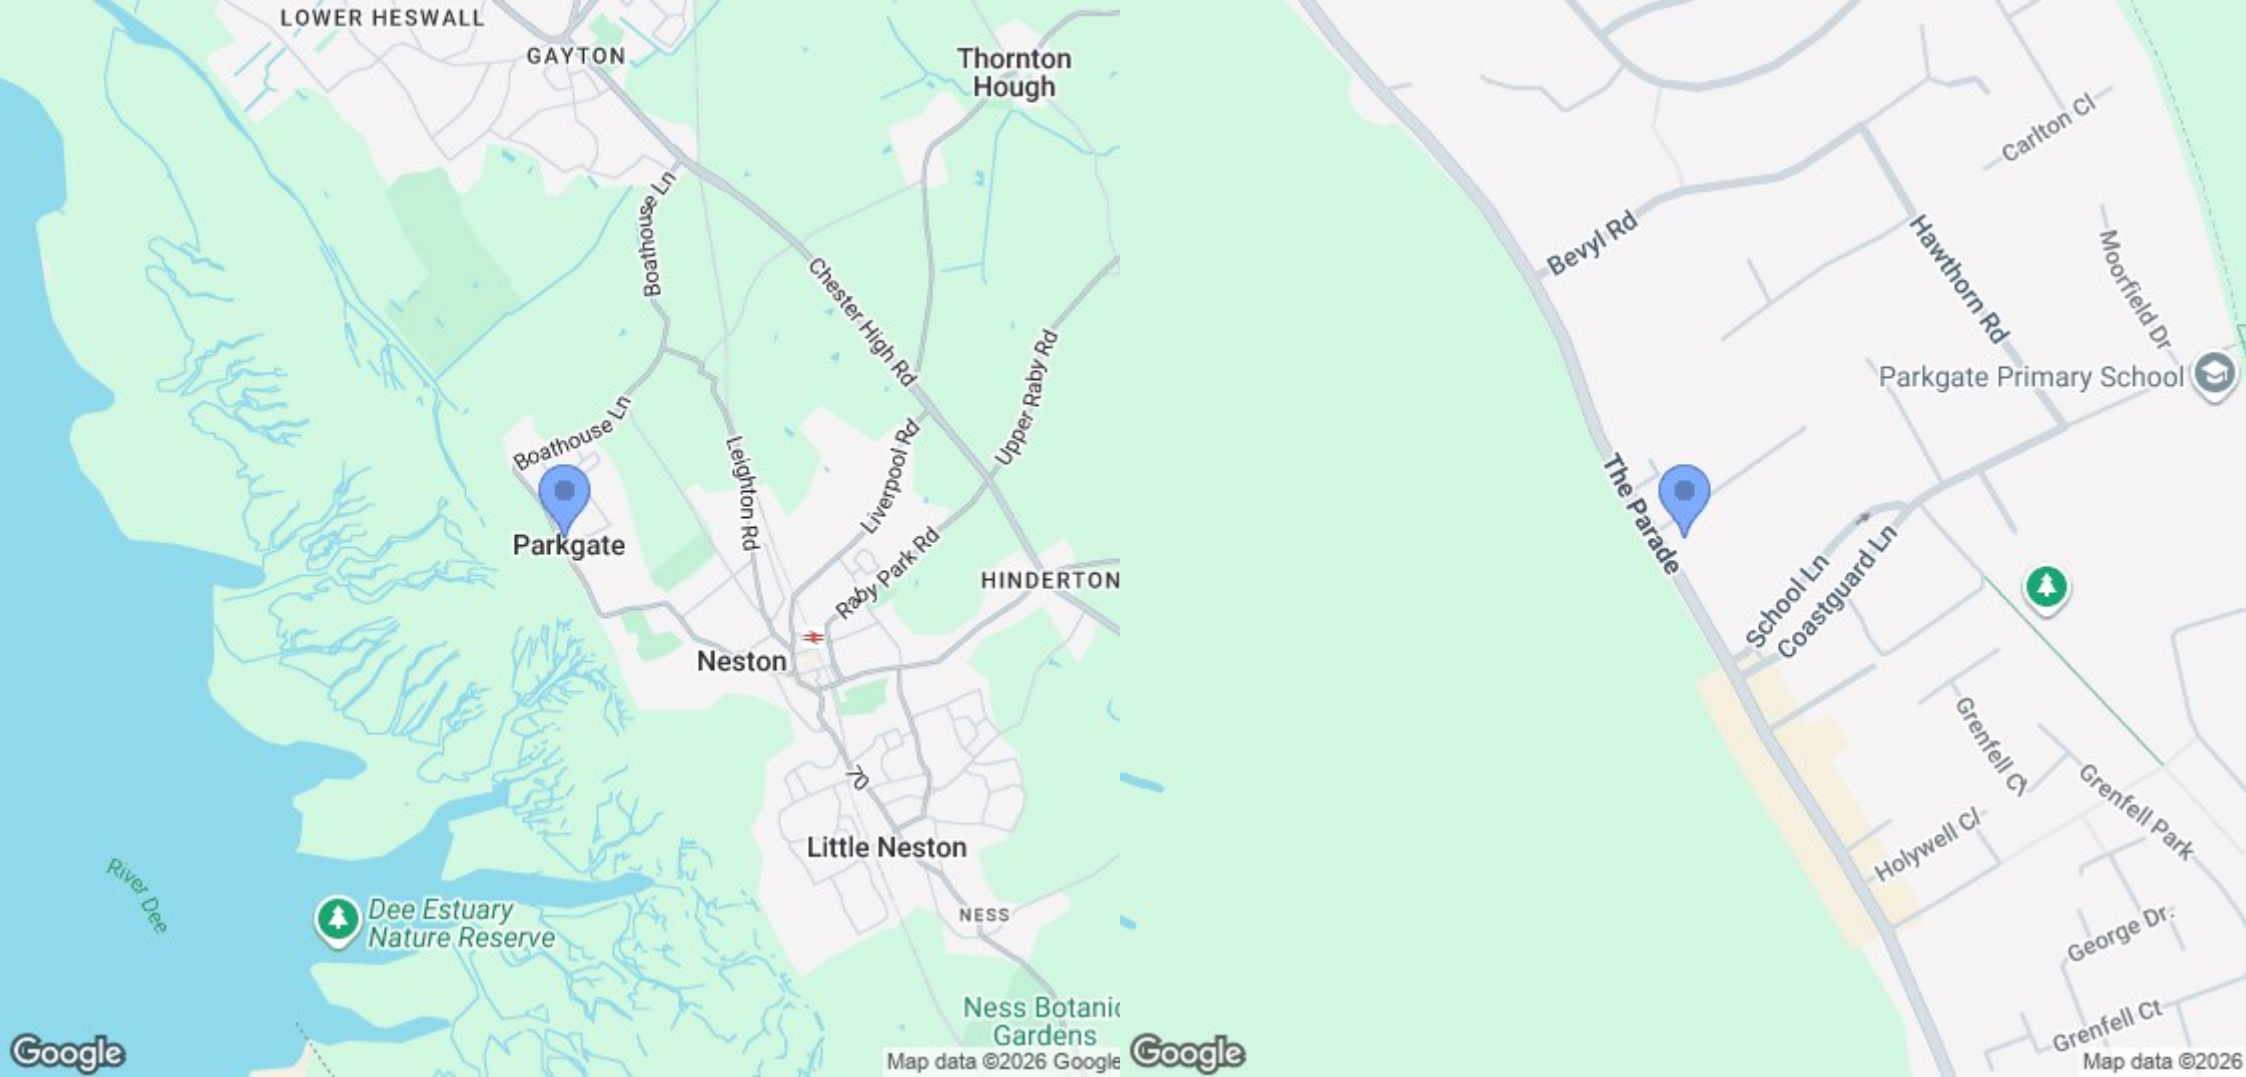 LOWER HESWALL
GAYTON
Thornton
Hough
Boathouse Ln
Chester High Rd
Upper Raby Rd
Boathouse Ln
Leighton Rd
Liverpool Rd
Parkgate
Raby Park Rd
HINDERTON
Neston
70
Little Neston
River Dee
Dee Estuary
Nature Reserve
NESS
Ness Botanic
Gardens
Google
Map data ©2026 Google
Carlton Cl
Bevyl Rd
Hawthorn Rd
Moorfield Dr
Parkgate Primary School
The Parade
School Ln
Coastguard Ln
Grenfell Cl
Grenfell Park
Holywell Cl
George Dr.
Grenfell Ct
Google
Map data ©2026